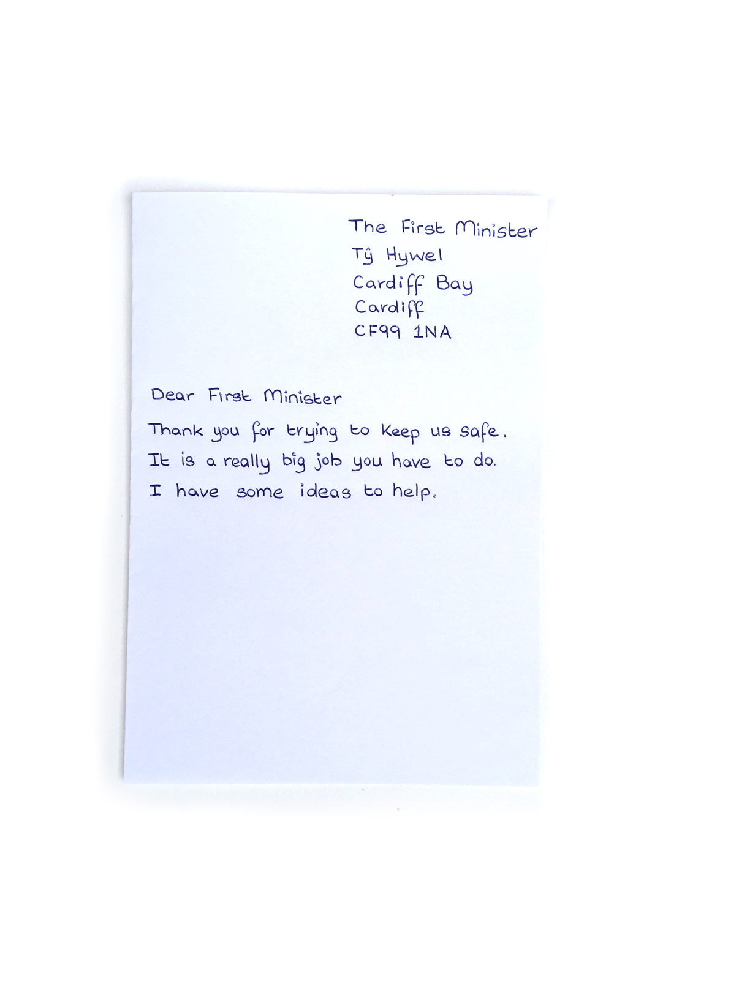 The First Minister
Tŷ Hywel
Cardiff Bay
Cardiff
CF99 1NA
Dear First Minister
Thank you for trying to keep us safe.
It is a really big job you have to do.
I have some ideas to help.